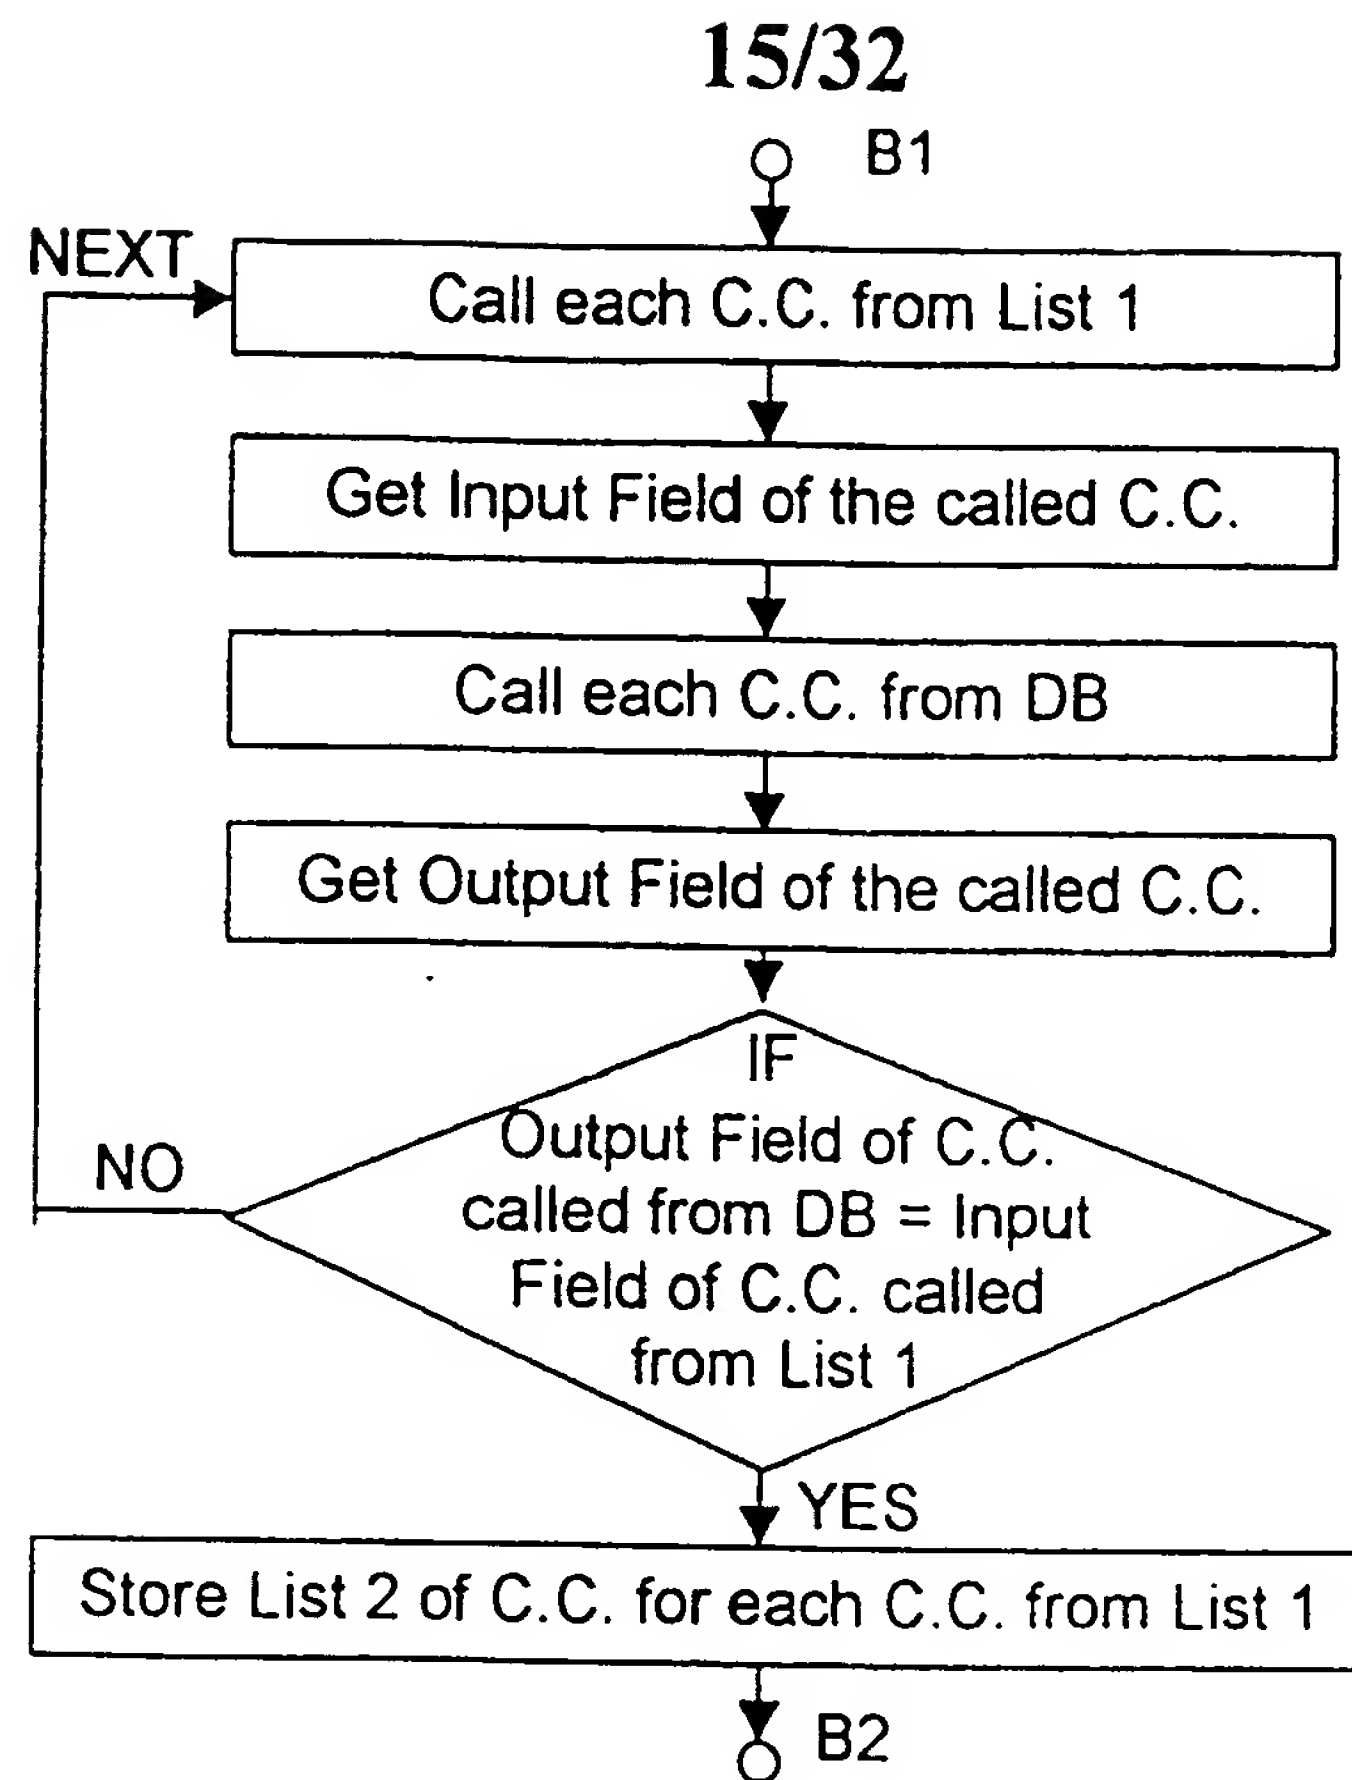 15/32
B1
NEXT
Call each C.C. from List 1
Get Input Field of the called C.C.
Call each C.C. from DB
Get Output Field of the called C.C.
IF
Output Field of C.C.
called from DB = Input
Field of C.C. called
from List 1
NO
YES
Store List 2 of C.C. for each C.C. from List 1
B2